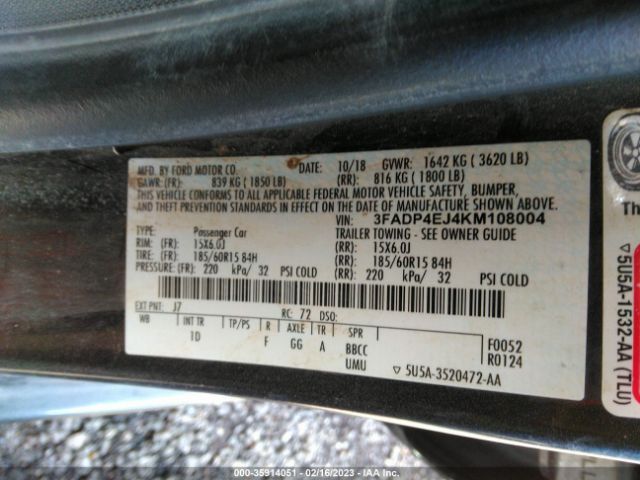 MFD. BY FORD MOTOR CO. DATE: 10/18 GVWR: 1642 KG ( 3620 LB)
GAWR: (FR): 839 KG ( 1850 LB) (RR): 816 KG ( 1800 LB)
THIS VEHICLE CONFORMS TO ALL APPLICABLE FEDERAL MOTOR VEHICLE SAFETY, BUMPER,
AND THEFT PREVENTION STANDARDS IN EFFECT ON THE DATE OF MANUFACTURE SHOWN ABOVE.
VIN: 3FADP4EJ4KM108004
TYPE: Passenger Car TRAILER TOWING - SEE OWNER GUIDE
RIM: (FR): 15X6.0J (RR): 15X6.0J
TIRE: (FR): 185/60R15 84H (RR): 185/60R15 84H
PRESSURE: (FR): 220 kPa/ 32 PSI COLD (RR): 220 kPa/ 32 PSI COLD
EXT PNT: J7 RC: 72 DSO:
WB INT TR TP/PS R AXLE TR SPR
1D F GG A BBCC
UMU
F0052
R0124
5U5A-3520472-AA
5U5A-1532-AA (TLU)
000-35914051 - 02/16/2023 - IAA Inc.